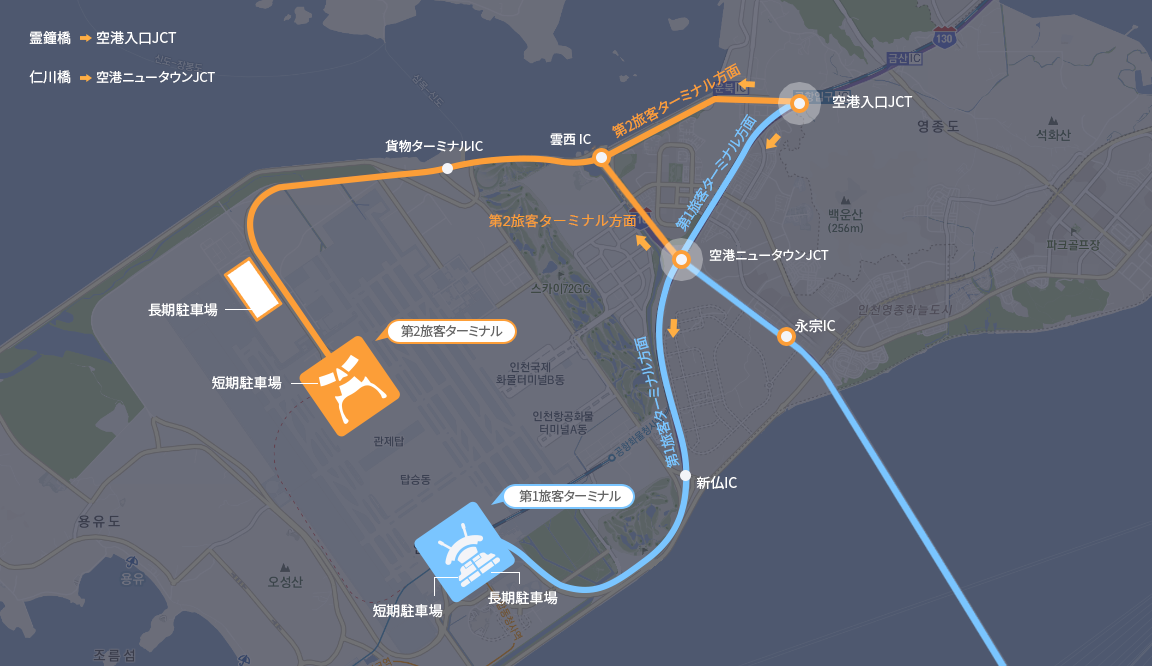 霊鐘橋 ➡ 空港入口JCT
仁川橋 ➡ 空港ニュータウンJCT
130
금산IC
空港入口JCT
영종도
석화산
第2旅客ターミナル方面
雲西 IC
貨物ターミナルIC
第1旅客ターミナル方面
백운산
(256m)
第2旅客ターミナル方面
파크골프장
空港ニュータウンJCT
スカイ72GC
인천영종하늘도시
長期駐車場
永宗IC
第2旅客ターミナル
第1旅客ターミナル方面
인천국제
화물터미널B동
短期駐車場
인천항공화물
터미널A동
관제탑
탑승동
新仏IC
第1旅客ターミナル
용유도
용유
오성산
長期駐車場
短期駐車場
조름섬